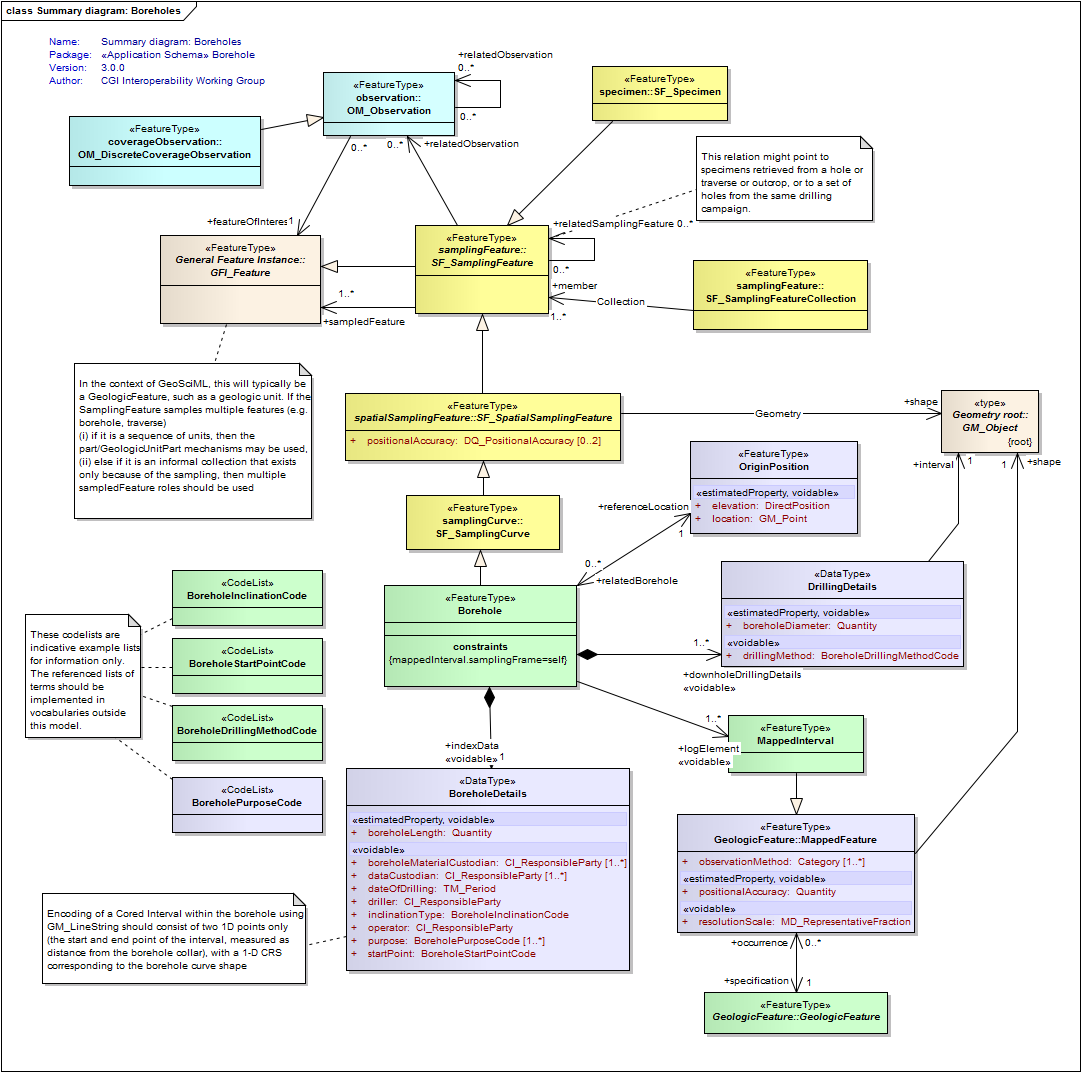 class Summary diagram: Boreholes
Name: Summary diagram: Boreholes
Package: «Application Schema» Borehole
Version: 3.0.0
Author: CGI Interoperability Working Group
+relatedObservation
0..*
0..*
«FeatureType»
observation::
OM_Observation
«FeatureType»
specimen::SF_Specimen
«FeatureType»
coverageObservation::
OM_DiscreteCoverageObservation
0..*
0..*
+relatedObservation
This relation might point to
specimens retrieved from a hole or
traverse or outcrop, or to a set of
holes from the same drilling
campaign.
+featureOfInteres
1
+relatedSamplingFeature 0..*
«FeatureType»
General Feature Instance::
GFI_Feature
«FeatureType»
samplingFeature::
SF_SamplingFeature
0..*
«FeatureType»
samplingFeature::
SF_SamplingFeatureCollection
+member
Collection
1..*
1..*
+sampledFeature
In the context of GeoSciML, this will typically be
a GeologicFeature, such as a geologic unit. If the
SamplingFeature samples multiple features (e.g.
borehole, traverse)
(i) if it is a sequence of units, then the
part/GeologicUnitPart mechanisms may be used,
(ii) else if it is an informal collection that exists
only because of the sampling, then multiple
sampledFeature roles should be used
«FeatureType»
spatialSamplingFeature::SF_SpatialSamplingFeature
+ positionalAccuracy: DQ_PositionalAccuracy [0..2]
Geometry
+shape
«type»
Geometry root::
GM_Object
{root}
+interval
1
1
+shape
«FeatureType»
OriginPosition
«estimatedProperty, voidable»
+ elevation: DirectPosition
+ location: GM_Point
«FeatureType»
samplingCurve::
SF_SamplingCurve
+referenceLocation
1
0..*
+relatedBorehole
«FeatureType»
Borehole
constraints
{mappedInterval.samplingFrame=self}
«DataType»
DrillingDetails
«estimatedProperty, voidable»
+ boreholeDiameter: Quantity
«voidable»
+ drillingMethod: BoreholeDrillingMethodCode
1..*
+downholeDrillingDetails
«voidable»
«CodeList»
BoreholeInclinationCode
These codelists are
indicative example lists
for information only.
The referenced lists of
terms should be
implemented in
vocabularies outside
this model.
«CodeList»
BoreholeStartPointCode
«CodeList»
BoreholeDrillingMethodCode
«CodeList»
BoreholePurposeCode
1..*
+logElement
«voidable»
«FeatureType»
MappedInterval
+indexData
«voidable» 1
«DataType»
BoreholeDetails
«estimatedProperty, voidable»
+ boreholeLength: Quantity
«voidable»
+ boreholeMaterialCustodian: CI_ResponsibleParty [1..*]
+ dataCustodian: CI_ResponsibleParty [1..*]
+ dateOfDrilling: TM_Period
+ driller: CI_ResponsibleParty
+ inclinationType: BoreholeInclinationCode
+ operator: CI_ResponsibleParty
+ purpose: BoreholePurposeCode [1..*]
+ startPoint: BoreholeStartPointCode
«FeatureType»
GeologicFeature::MappedFeature
+ observationMethod: Category [1..*]
«estimatedProperty, voidable»
+ positionalAccuracy: Quantity
«voidable»
+ resolutionScale: MD_RepresentativeFraction
Encoding of a Cored Interval within the borehole using
GM_LineString should consist of two 1D points only
(the start and end point of the interval, measured as
distance from the borehole collar), with a 1-D CRS
corresponding to the borehole curve shape
+occurrence
0..*
+specification
1
«FeatureType»
GeologicFeature::GeologicFeature